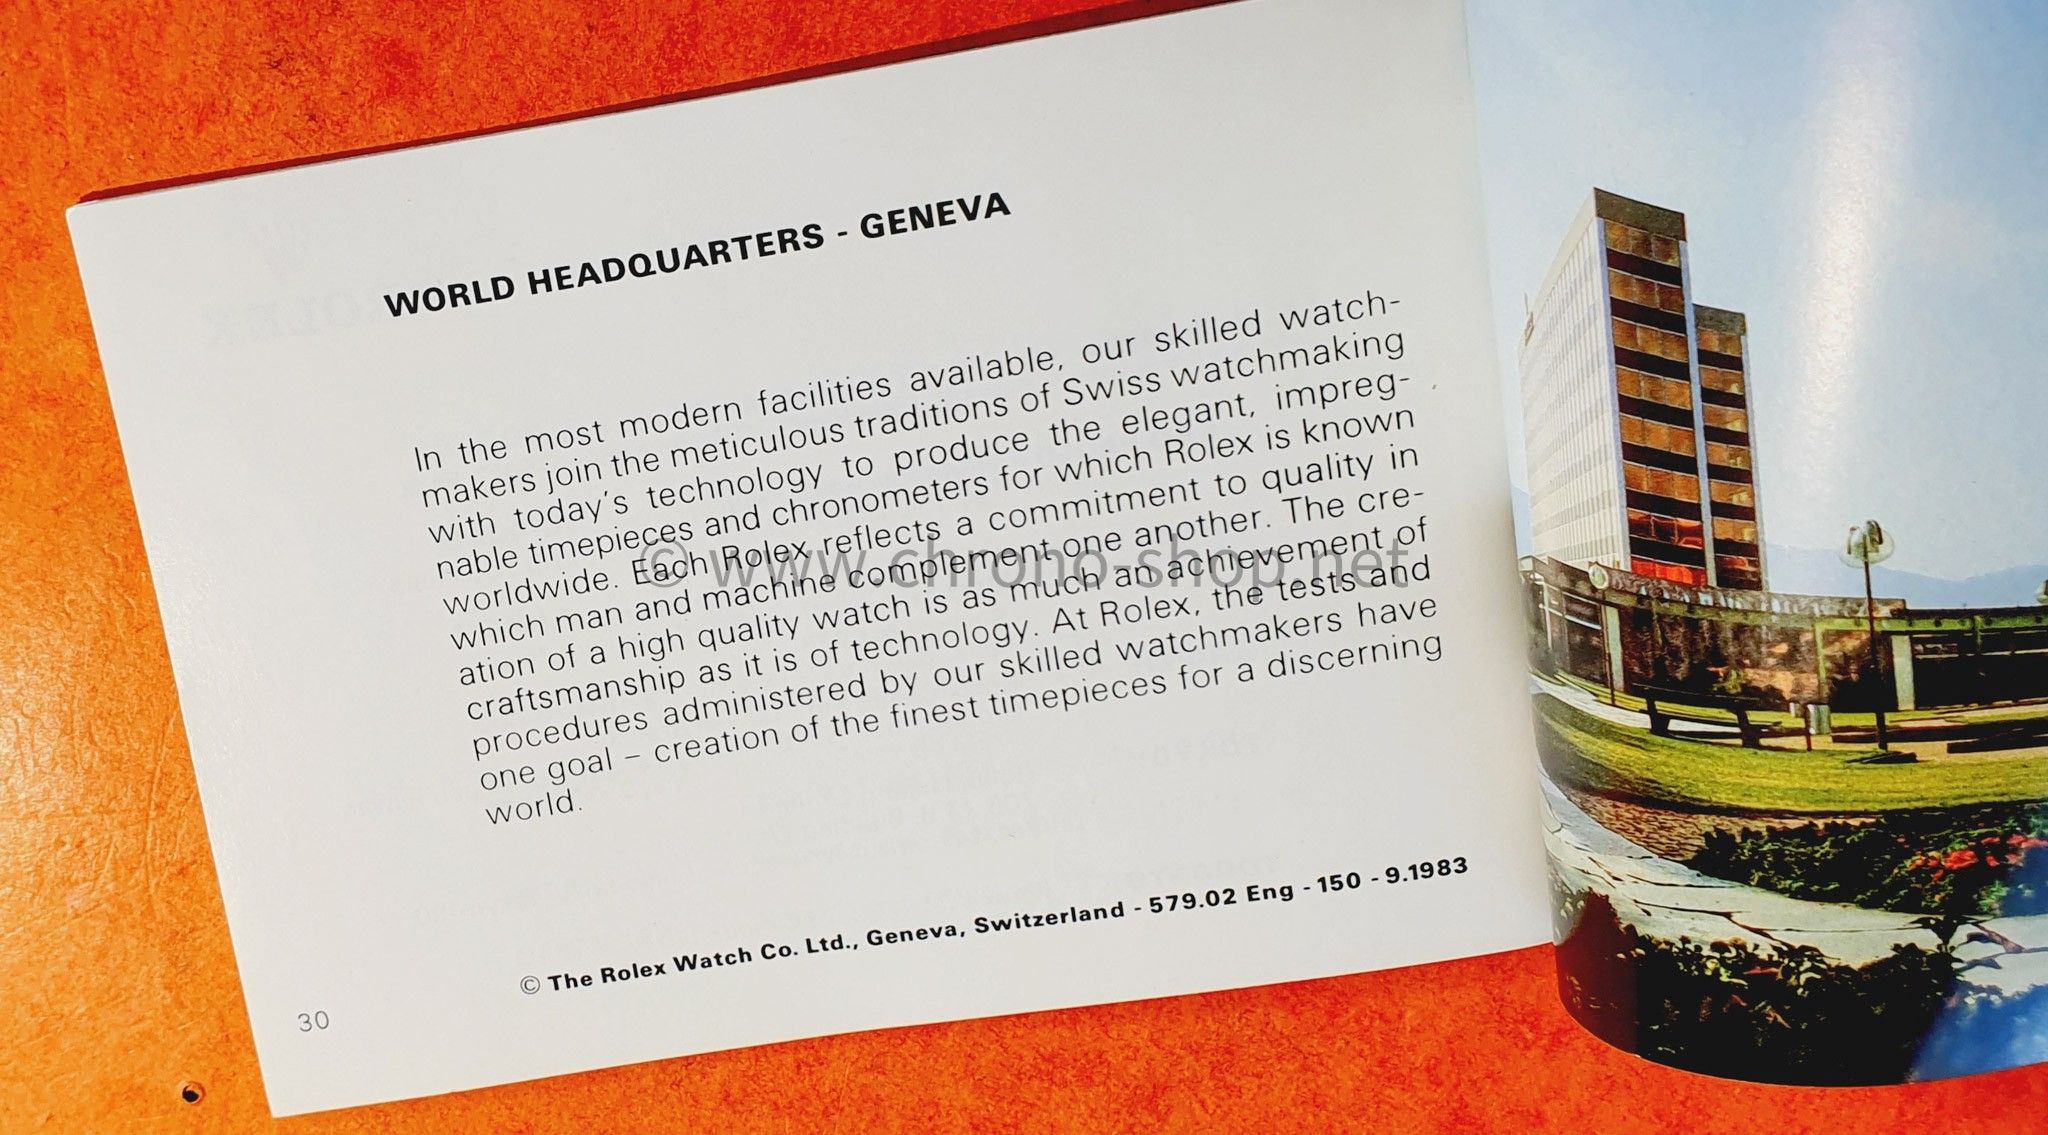 WORLD HEADQUARTERS - GENEVA
In the most modern facilities available, our skilled watch-
makers join the meticulous traditions of Swiss watchmaking
with today's technology to produce the elegant, impreg-
nable timepieces and chronometers for which Rolex is known
worldwide. Each Rolex reflects a commitment to quality in
which man and machine complement one another. The cre-
ation of a high quality watch is as much an achievement of
craftsmanship as it is of technology. At Rolex, the tests and
procedures administered by our skilled watchmakers have
one goal – creation of the finest timepieces for a discerning
world.
© www.chrono-shop.net
© The Rolex Watch Co. Ltd., Geneva, Switzerland - 579.02 Eng - 150 - 9.1983
30